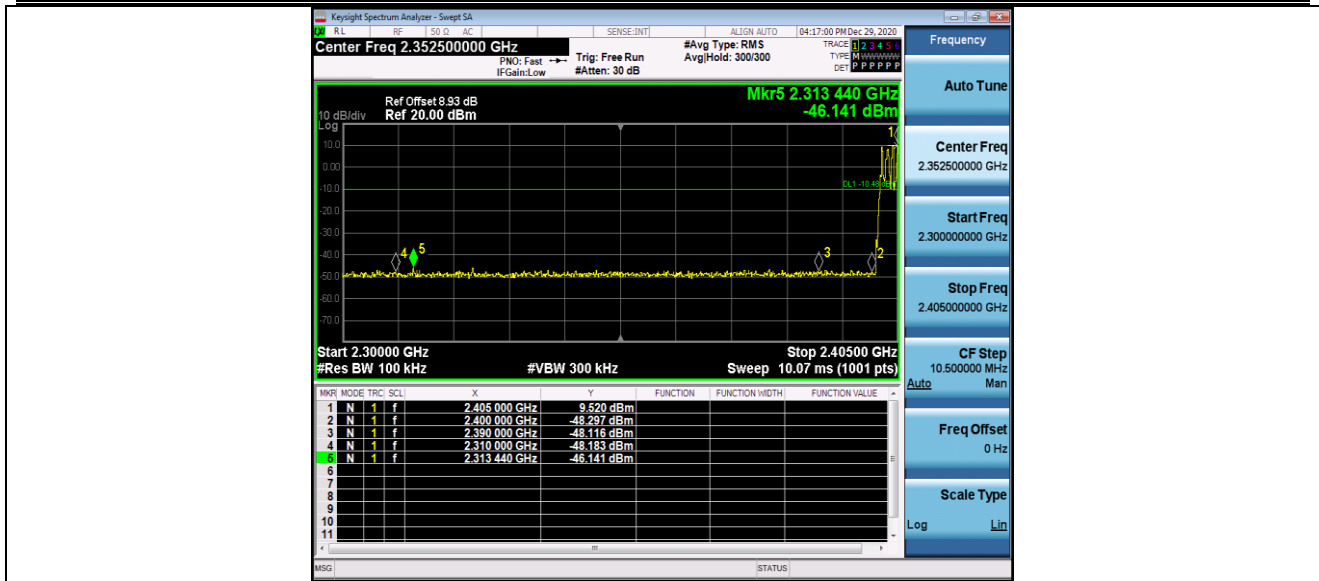 Keysight Spectrum Analyzer - Swept SA
RL RF 50 Ω AC SENSE:INT ALIGN AUTO 04:17:00 PM Dec 29, 2020
Center Freq 2.352500000 GHz
PNO: Fast
IFGain:Low
Trig: Free Run
#Atten: 30 dB
#Avg Type: RMS
Avg|Hold: 300/300
TRACE 1 2 3 4 5 6
TYPE M W W W W W
DET P P P P P P
Mkr5 2.313 440 GHz
-46.141 dBm
Ref Offset 8.93 dB
10 dB/div Ref 20.00 dBm
Log
10.0
0.00
-10.0
-20.0
-30.0
-40.0
-50.0
-60.0
-70.0
1
DL1 -10.48 dBm
4 5 3 2
Start 2.30000 GHz Stop 2.40500 GHz
#Res BW 100 kHz #VBW 300 kHz Sweep 10.07 ms (1001 pts)
MKR MODE TRC SCL X Y FUNCTION FUNCTION WIDTH FUNCTION VALUE
1 N 1 f 2.405 000 GHz 9.520 dBm
2 N 1 f 2.400 000 GHz -48.297 dBm
3 N 1 f 2.390 000 GHz -48.116 dBm
4 N 1 f 2.310 000 GHz -48.183 dBm
5 N 1 f 2.313 440 GHz -46.141 dBm
6
7
8
9
10
11
MSG STATUS
Frequency
Auto Tune
Center Freq
2.352500000 GHz
Start Freq
2.300000000 GHz
Stop Freq
2.405000000 GHz
CF Step
10.500000 MHz
Auto Man
Freq Offset
0 Hz
Scale Type
Log Lin